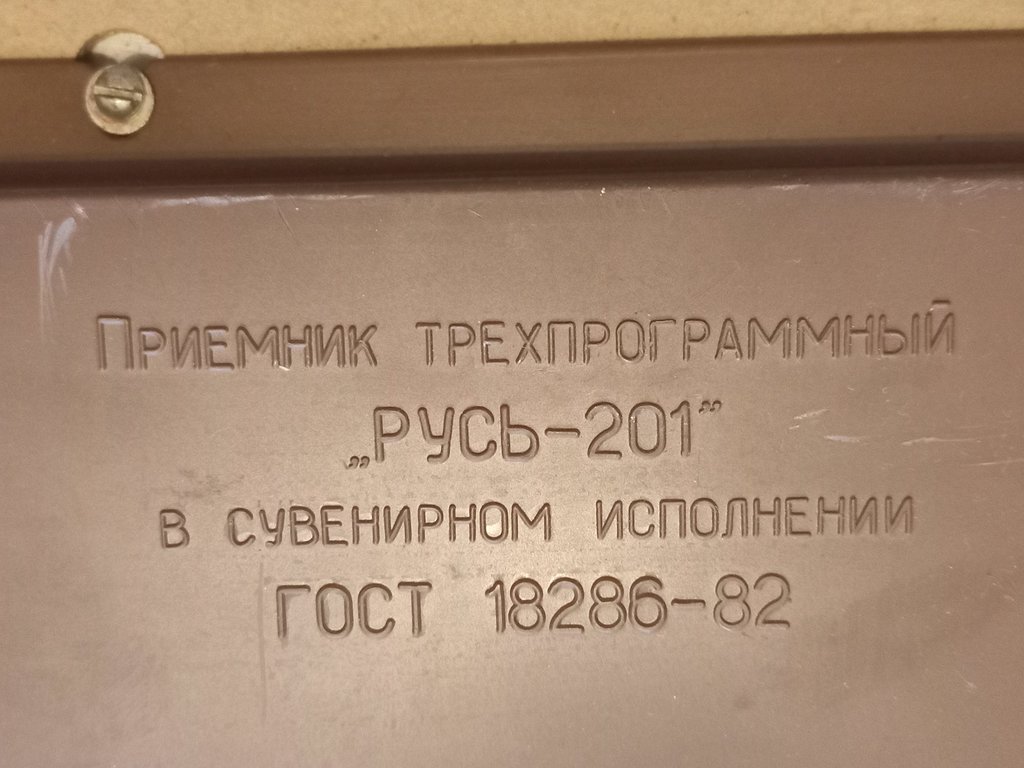 Приемник трехпрограммный
„РУСЬ-201”
в сувенирном исполнении
ГОСТ 18286-82